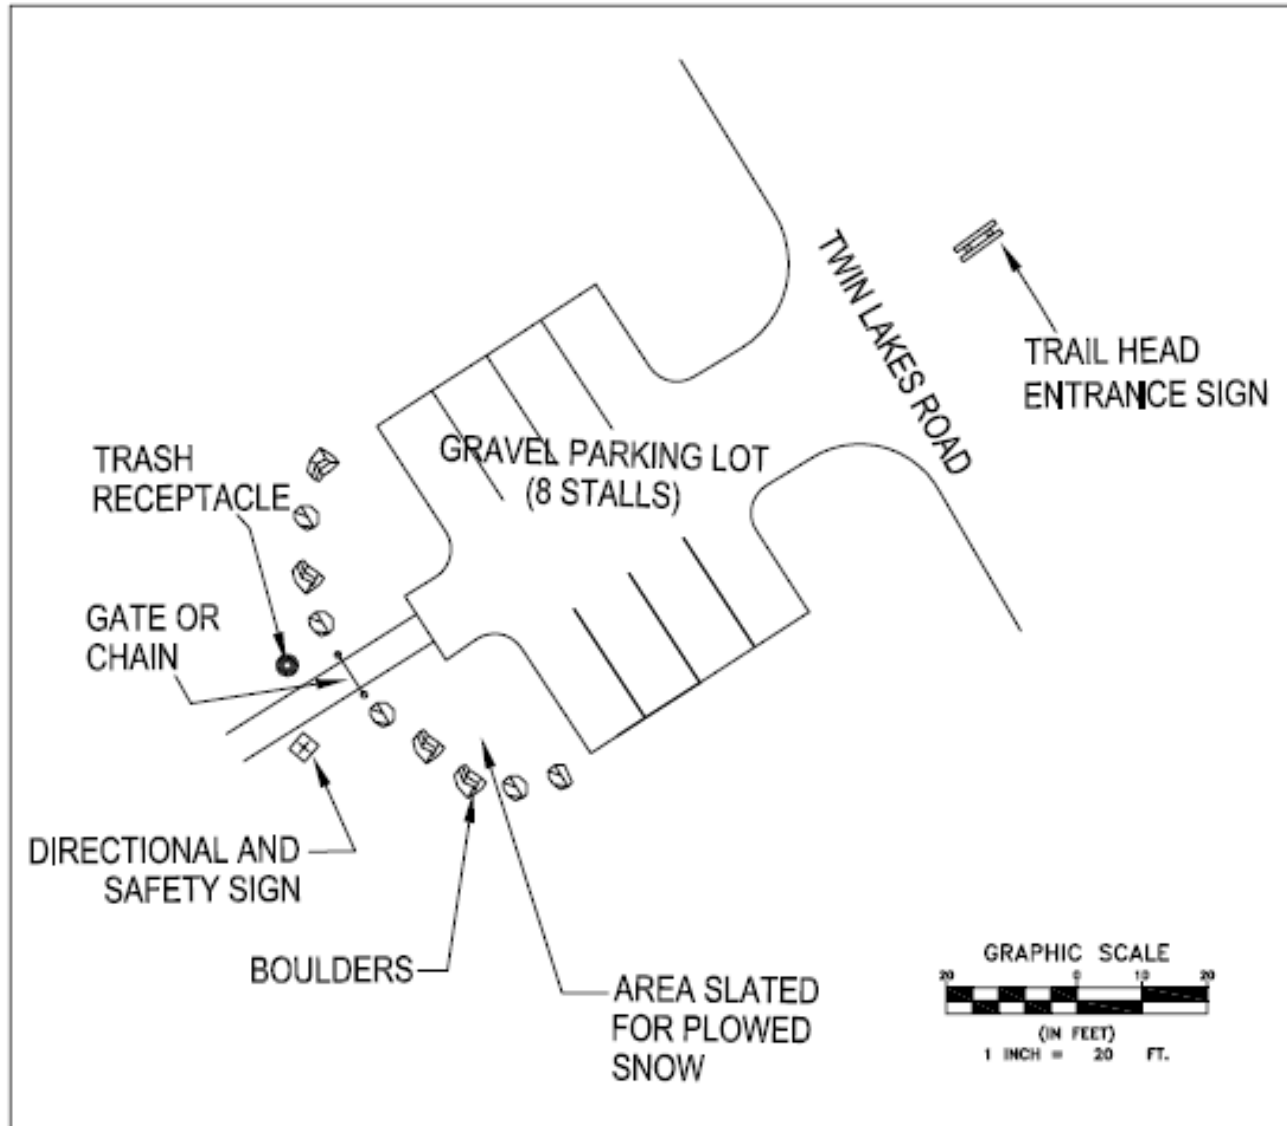 TWIN LAKES ROAD
TRAIL HEAD
ENTRANCE SIGN
GRAVEL PARKING LOT
(8 STALLS)
TRASH
RECEPTACLE
GATE OR
CHAIN
DIRECTIONAL AND
SAFETY SIGN
BOULDERS
AREA SLATED
FOR PLOWED
SNOW
GRAPHIC SCALE
20 0 10 20
(IN FEET)
1 INCH = 20 FT.